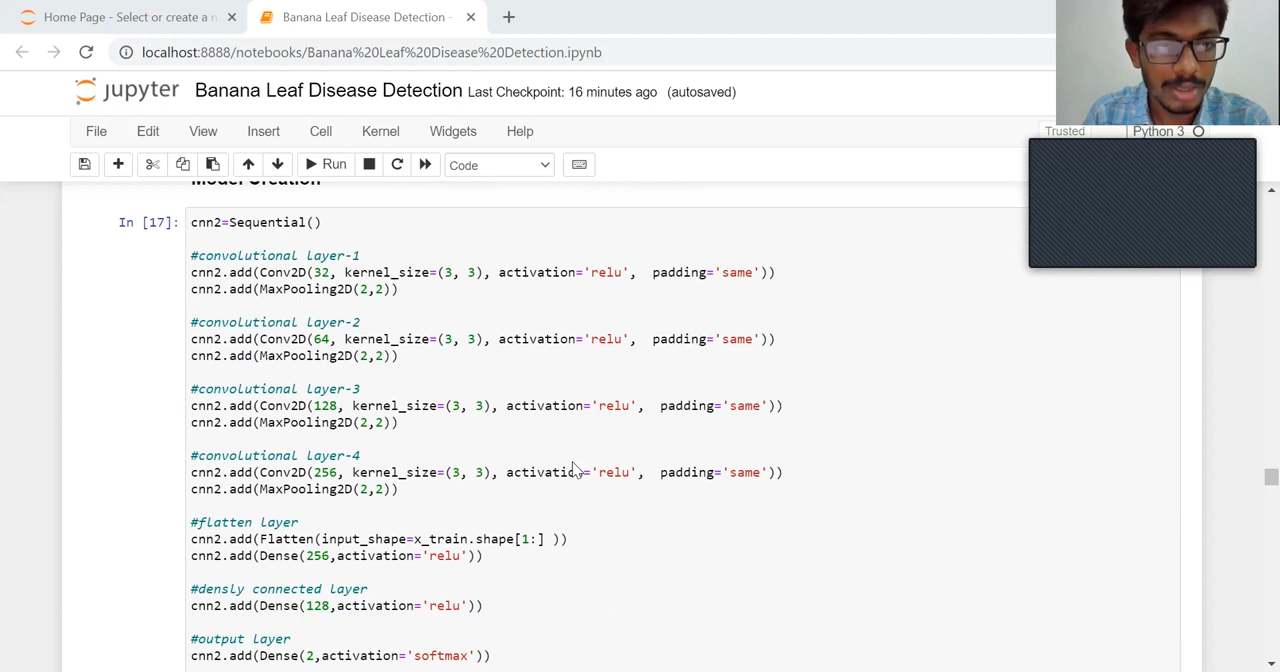 Home Page - Select or create a n
Banana Leaf Disease Detection -
localhost:8888/notebooks/Banana%20Leaf%20Disease%20Detection.ipynb
jupyter Banana Leaf Disease Detection Last Checkpoint: 16 minutes ago (autosaved)
File Edit View Insert Cell Kernel Widgets Help Trusted Python 3
Run Code
Model Creation
In [17]: cnn2=Sequential()
#convolutional layer-1
cnn2.add(Conv2D(32, kernel_size=(3, 3), activation='relu', padding='same'))
cnn2.add(MaxPooling2D(2,2))
#convolutional layer-2
cnn2.add(Conv2D(64, kernel_size=(3, 3), activation='relu', padding='same'))
cnn2.add(MaxPooling2D(2,2))
#convolutional layer-3
cnn2.add(Conv2D(128, kernel_size=(3, 3), activation='relu', padding='same'))
cnn2.add(MaxPooling2D(2,2))
#convolutional layer-4
cnn2.add(Conv2D(256, kernel_size=(3, 3), activation='relu', padding='same'))
cnn2.add(MaxPooling2D(2,2))
#flatten layer
cnn2.add(Flatten(input_shape=x_train.shape[1:] ))
cnn2.add(Dense(256,activation='relu'))
#densly connected layer
cnn2.add(Dense(128,activation='relu'))
#output layer
cnn2.add(Dense(2,activation='softmax'))